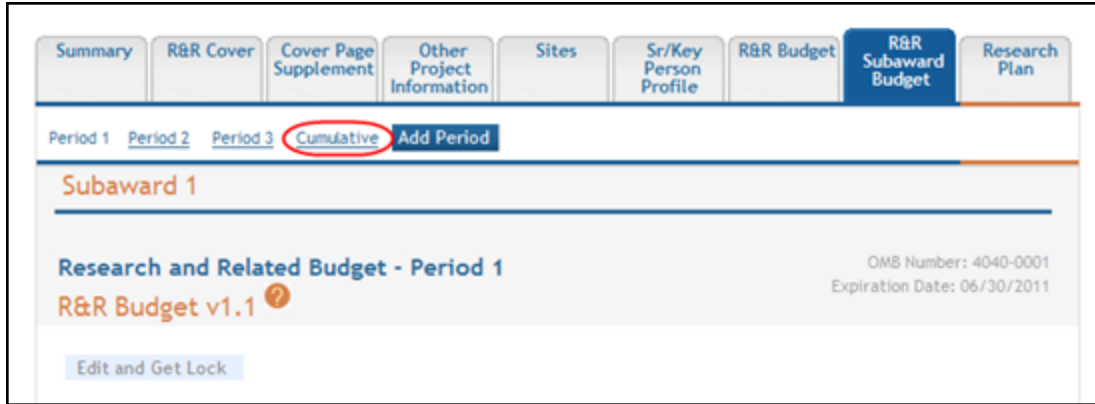 Summary
R&R Cover
Cover Page
Supplement
Other
Project
Information
Sites
Sr/Key
Person
Profile
R&R Budget
R&R
Subaward
Budget
Research
Plan
Period 1 Period 2 Period 3 Cumulative Add Period
Subaward 1
Research and Related Budget - Period 1
OMB Number: 4040-0001
R&R Budget v1.1 ?
Expiration Date: 06/30/2011
Edit and Get Lock